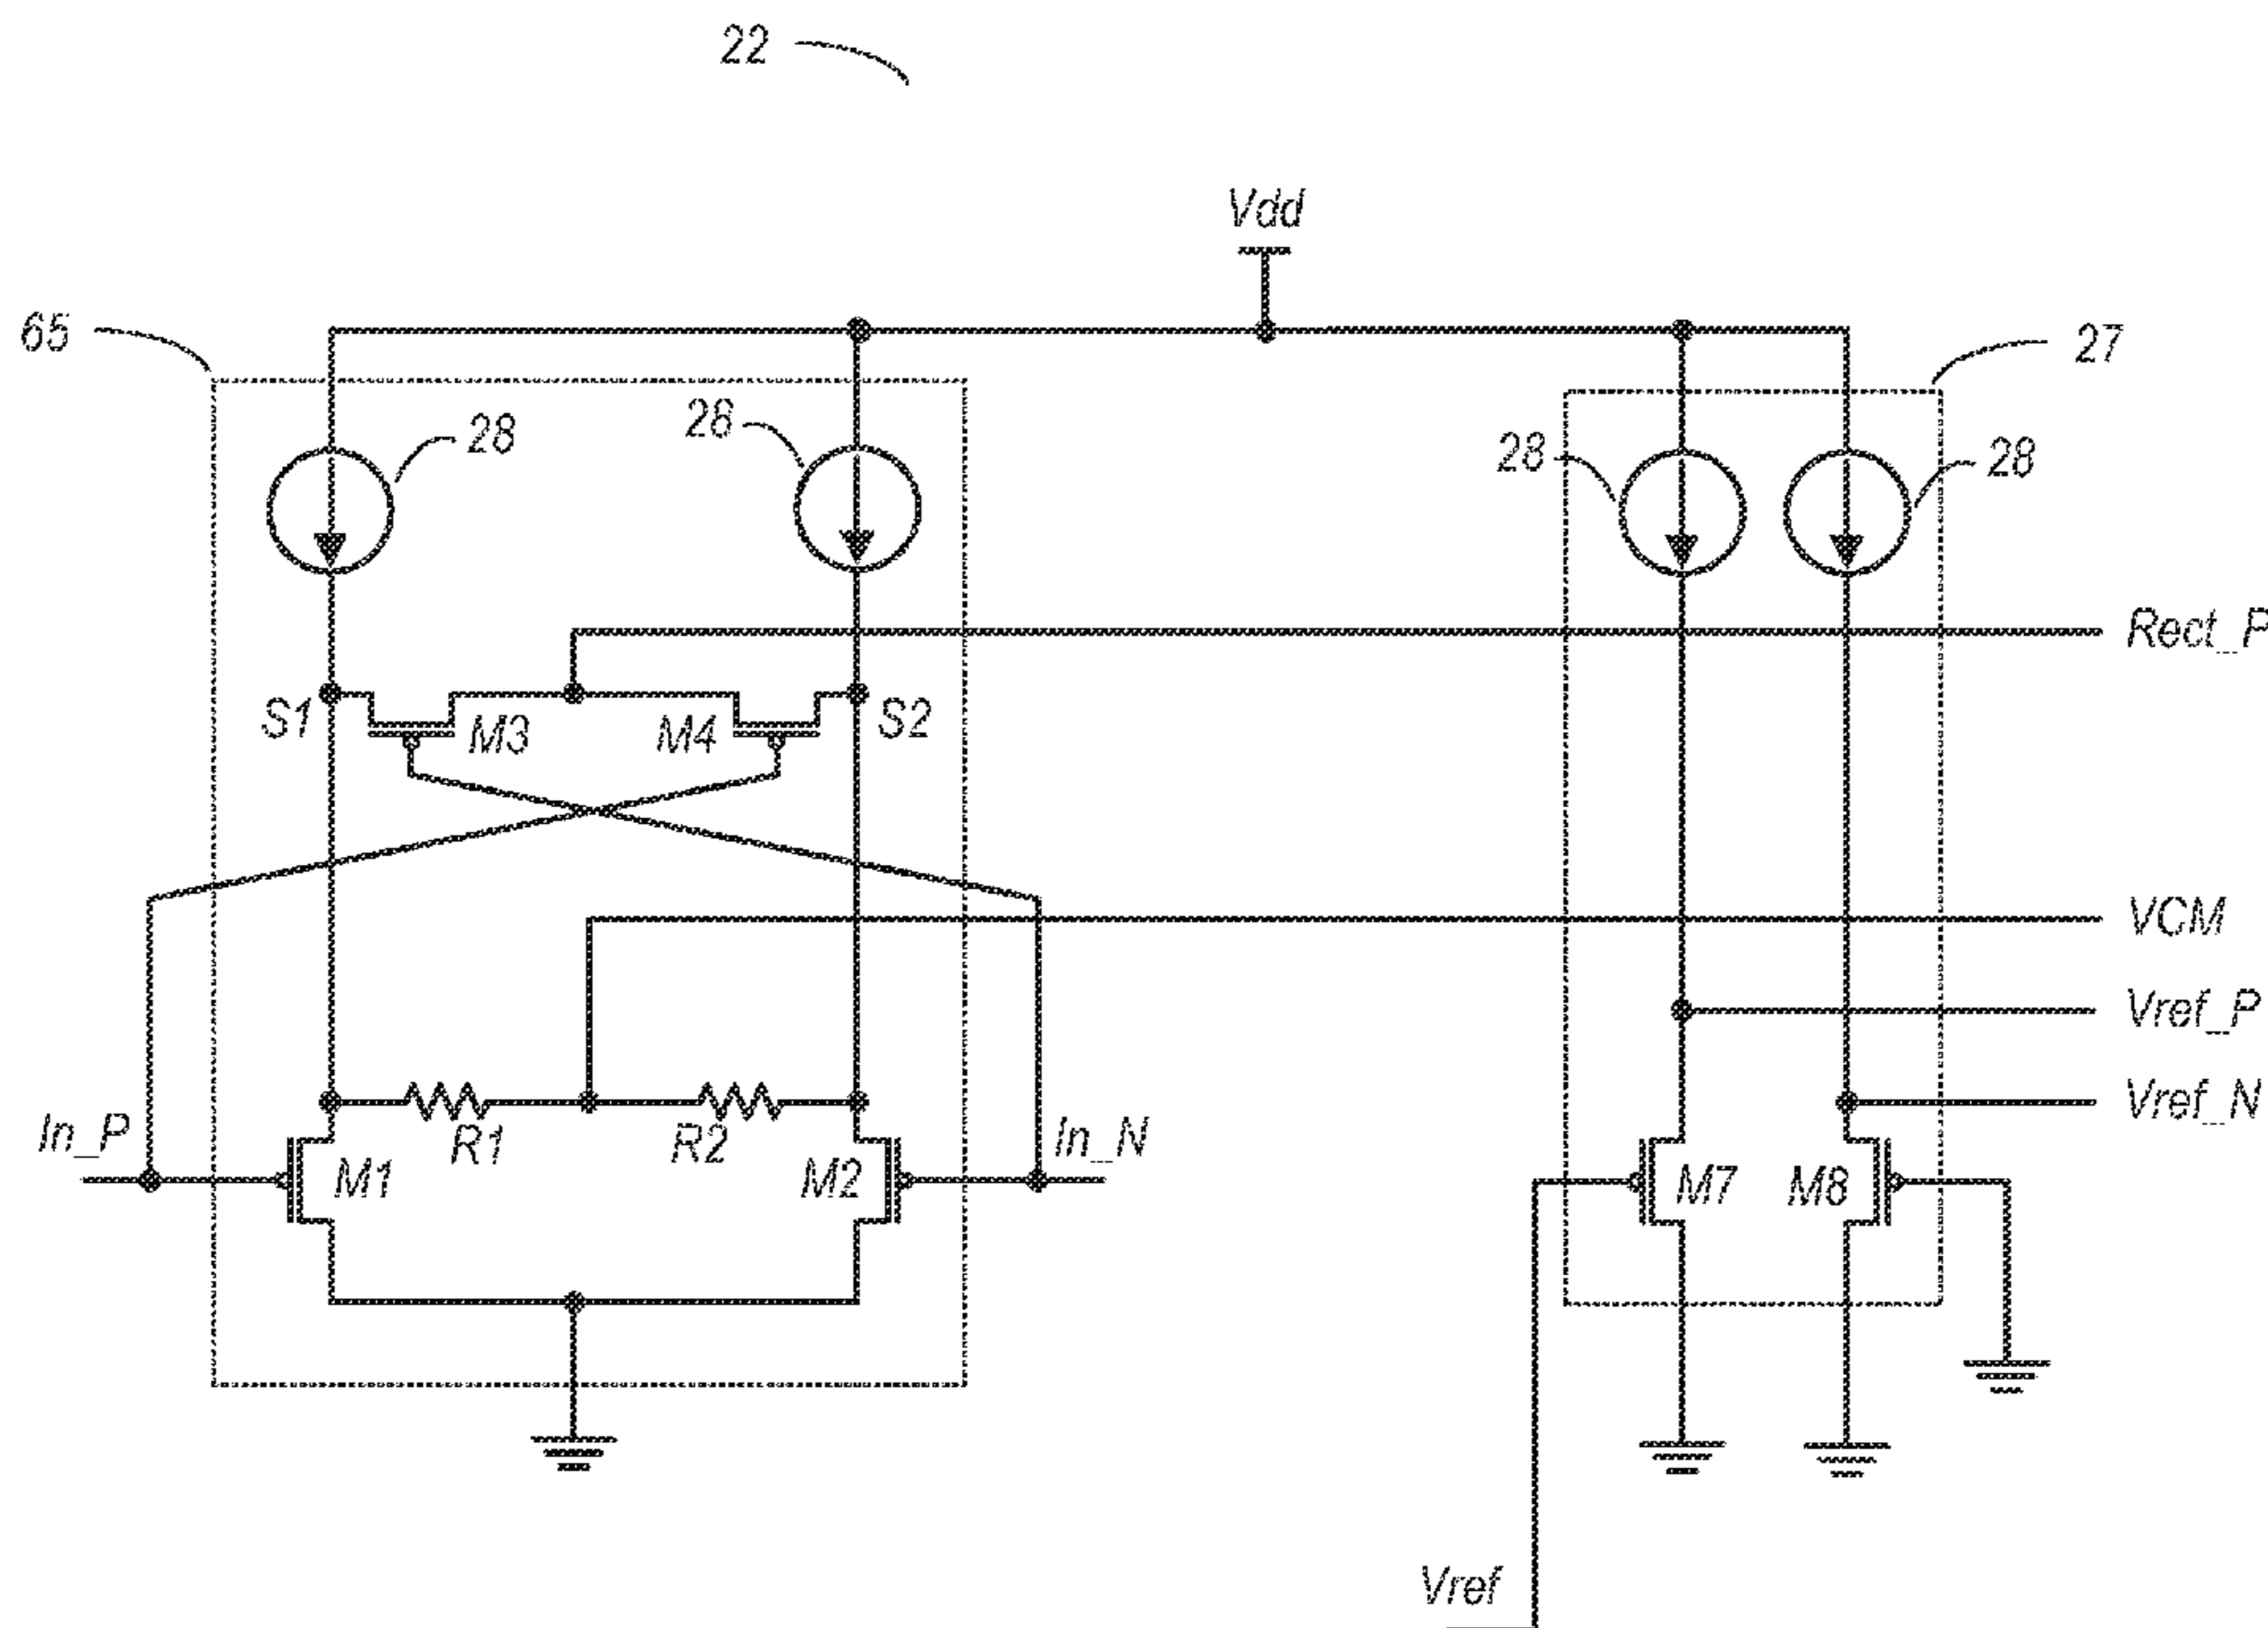 22
Vdd
65
27
28
28
28
28
Rect_P
S1
M3
M4
S2
VCM
Vref_P
Vref_N
In_P
R1
R2
In_N
M1
M2
M7
M8
Vref